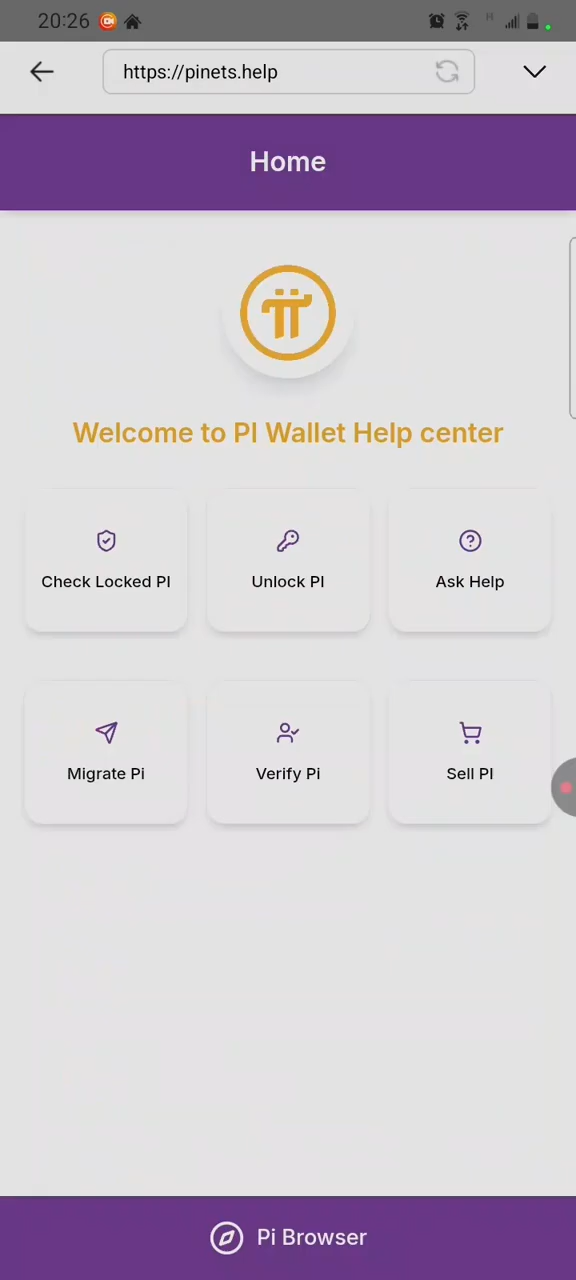 20:26
https://pinets.help
Home
Welcome to PI Wallet Help center
Check Locked PI
Unlock PI
Ask Help
Migrate Pi
Verify Pi
Sell PI
Pi Browser